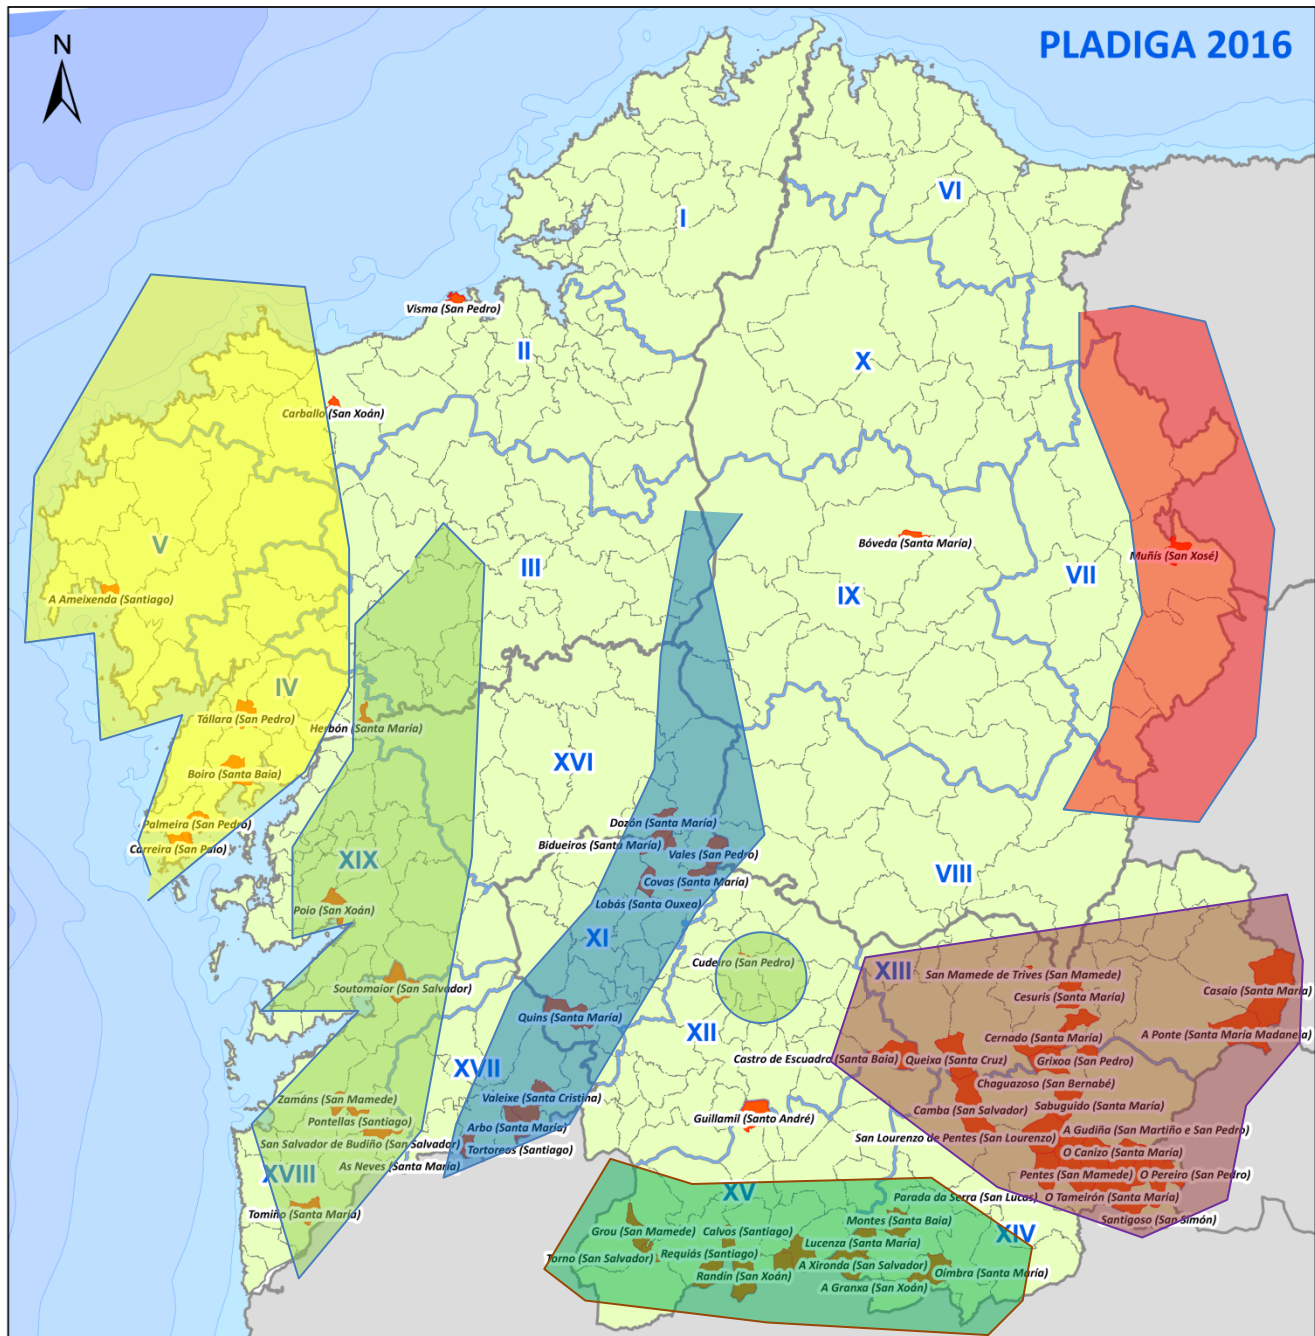 PLADIGA 2016
N
VI
I
Visma (San Pedro)
II
X
Carballo (San Xoán)
V
Bóveda (Santa María)
Muñís (San Xosé)
III
VII
A Ameixenda (Santiago)
IX
IV
Tállara (San Pedro)
Herbón (Santa María)
XVI
Boiro (Santa Baia)
Palmeira (San Pedro)
Dozón (Santa María)
Carreira (San Paio)
Bidueiros (Santa María)
Vales (San Pedro)
XIX
VIII
Covas (Santa María)
Lobás (Santa Ouxea)
Poio (San Xoán)
XI
Cudeiro (San Pedro)
XIII
San Mamede de Trives (San Mamede)
Soutomaior (San Salvador)
Cesuris (Santa María)
Casaio (Santa María)
Quins (Santa María)
XII
Cernado (Santa María)
A Ponte (Santa María Madanela)
Castro de Escuadro (Santa Baia)
Queixa (Santa Cruz)
Grixoa (San Pedro)
XVII
Chaguazoso (San Bernabé)
Zamáns (San Mamede)
Valeixe (Santa Cristina)
Camba (San Salvador)
Sabuguido (Santa María)
Pontellas (Santiago)
Guillamil (Santo André)
Arbo (Santa María)
A Gudiña (San Martiño e San Pedro)
San Lourenzo de Pentes (San Lourenzo)
San Salvador de Budiño (San Salvador)
Tortoreos (Santiago)
O Canizo (Santa María)
As Neves (Santa María)
XVIII
Pentes (San Mamede)
O Pereiro (San Pedro)
XV
Parada da Serra (San Lucas)
O Tameirón (Santa María)
Tomiño (Santa María)
Santigoso (San Simón)
Montes (Santa Baia)
Grou (San Mamede)
Calvos (Santiago)
XIV
Lucenza (Santa María)
Torno (San Salvador)
Requiás (Santiago)
A Xironda (San Salvador)
Randín (San Xoán)
Oímbra (Santa María)
A Granxa (San Xoán)